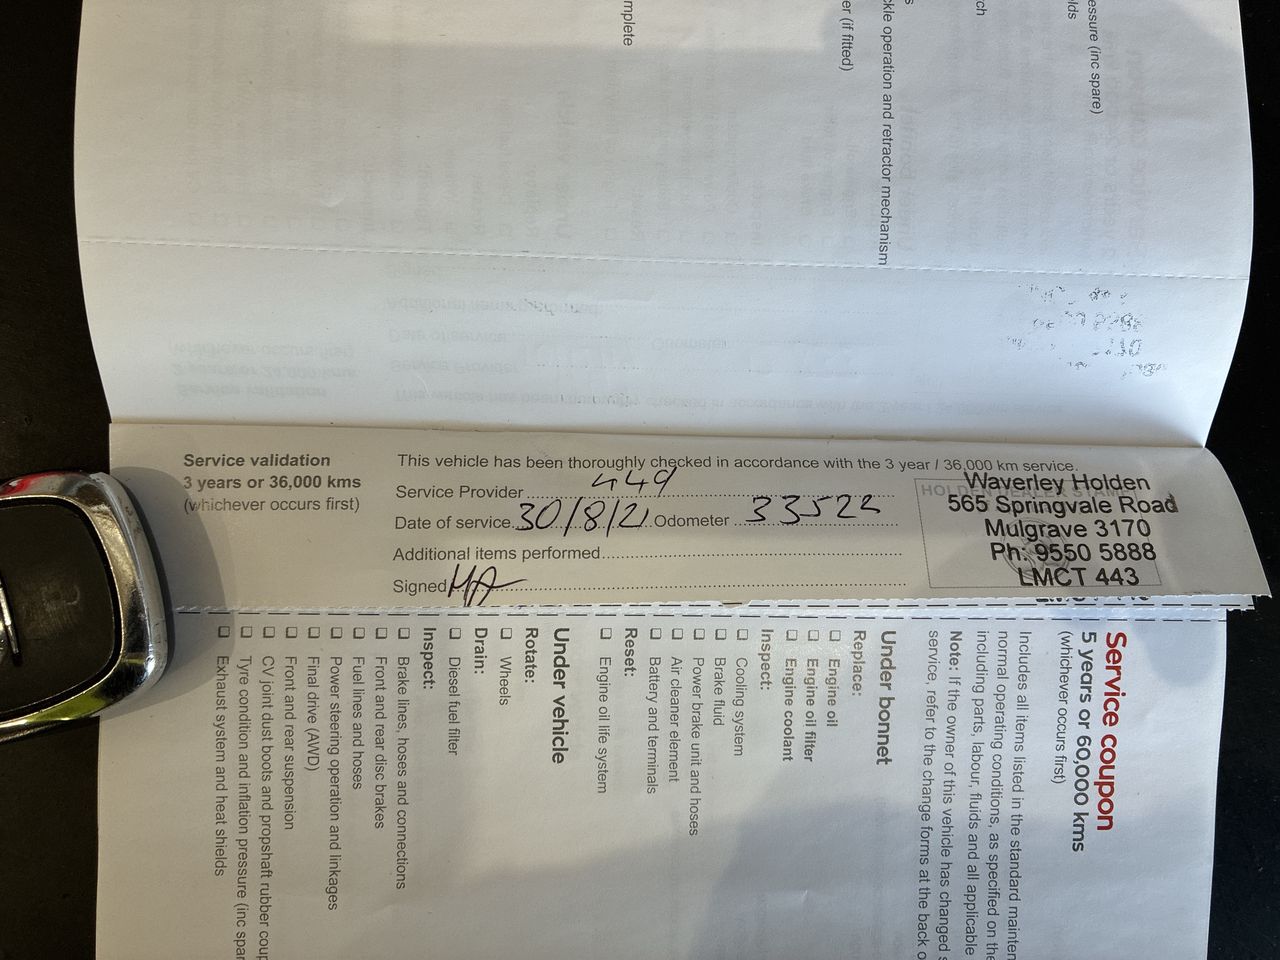 mplete
er (if fitted)
ckle operation and retractor mechanism
s
ch
lds
essure (inc spare)
Service validation
3 years or 36,000 kms
(whichever occurs first)
This vehicle has been thoroughly checked in accordance with the 3 year / 36,000 km service.
Service Provider 449
Date of service 30/8/21 Odometer 33522
Additional items performed
Signed
HOLDEN DEALER STAMP
Waverley Holden
565 Springvale Road
Mulgrave 3170
Ph: 9550 5888
LMCT 443
Service coupon
5 years or 60,000 kms
(whichever occurs first)
Includes all items listed in the standard mainten
normal operating conditions, as specified on the
including parts, labour, fluids and all applicable
Note: If the owner of this vehicle has changed s
service, refer to the change forms at the back o
Under bonnet
Replace:
Engine oil
Engine oil filter
Engine coolant
Inspect:
Cooling system
Brake fluid
Power brake unit and hoses
Air cleaner element
Battery and terminals
Reset:
Engine oil life system
Under vehicle
Rotate:
Wheels
Drain:
Diesel fuel filter
Inspect:
Brake lines, hoses and connections
Front and rear disc brakes
Fuel lines and hoses
Power steering operation and linkages
Final drive (AWD)
Front and rear suspension
CV joint dust boots and propshaft rubber coup
Tyre condition and inflation pressure (inc spar
Exhaust system and heat shields